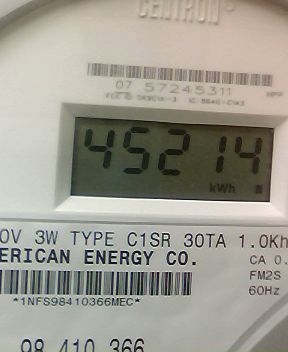 CENTRON®
07 57245311
45214
kWh
0V 3W TYPE C1SR 30TA 1.0Kh
ERICAN ENERGY CO.
CA 0.
FM2S
60Hz
*1NFS98410366MEC*
98 410 366